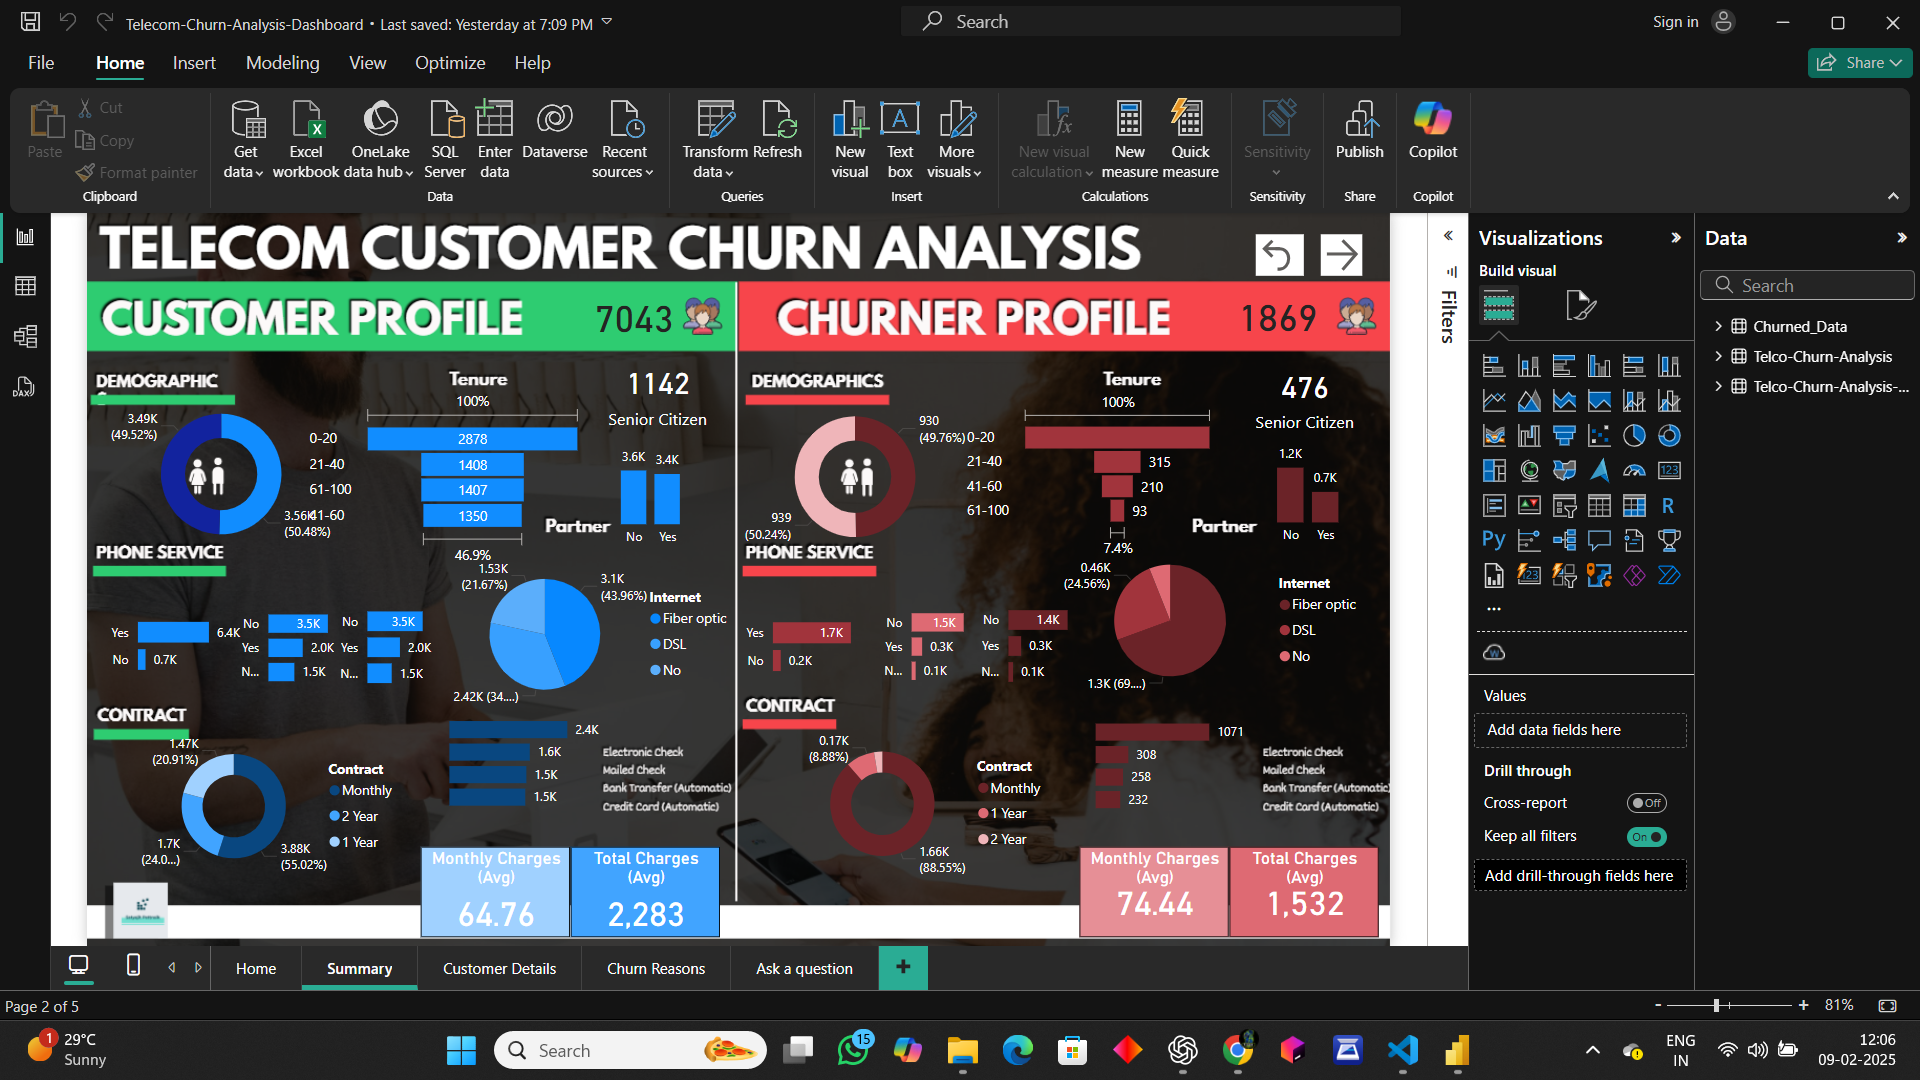 Telecom-Churn-Analysis-Dashboard • Last saved: Yesterday at 7:09 PM
Search
Sign in
File Home Insert Modeling View Optimize Help
Share
Paste
Cut
Copy
Format painter
Clipboard
Get data
Excel workbook
OneLake data hub
SQL Server
Enter data
Dataverse
Recent sources
Data
Transform data
Refresh
Queries
New visual
Text box
More visuals
Insert
New visual calculation
New measure
Quick measure
Calculations
Sensitivity
Sensitivity
Publish
Share
Copilot
Copilot
TELECOM CUSTOMER CHURN ANALYSIS
CUSTOMER PROFILE 7043
DEMOGRAPHIC
3.49K
(49.52%)
3.56K
(50.48%)
Tenure
100%
0-20 2878
21-40 1408
61-100 1407
41-60 1350
46.9%
1142
Senior Citizen
3.6K 3.4K
Partner
No Yes
PHONE SERVICE
Yes 6.4K
No 0.7K
No 3.5K
Yes 2.0K
N... 1.5K
No 3.5K
Yes 2.0K
N... 1.5K
1.53K
(21.67%)
3.1K
(43.96%)
2.42K (34....)
Internet
Fiber optic
DSL
No
CONTRACT
1.47K
(20.91%)
1.7K
(24.0...)
3.88K
(55.02%)
Contract
Monthly
2 Year
1 Year
2.4K
1.6K
1.5K
1.5K
Electronic Check
Mailed Check
Bank Transfer (Automatic)
Credit Card (Automatic)
Monthly Charges
(Avg)
64.76
Total Charges
(Avg)
2,283
CHURNER PROFILE 1869
DEMOGRAPHICS
930
(49.76%)
939
(50.24%)
Tenure
100%
0-20
21-40 315
41-60 210
61-100 93
7.4%
476
Senior Citizen
1.2K
0.7K
Partner
No Yes
PHONE SERVICE
Yes 1.7K
No 0.2K
No 1.5K
Yes 0.3K
N... 0.1K
No 1.4K
Yes 0.3K
N... 0.1K
0.46K
(24.56%)
1.3K (69....)
Internet
Fiber optic
DSL
No
CONTRACT
0.17K
(8.88%)
1.66K
(88.55%)
Contract
Monthly
1 Year
2 Year
1071
308
258
232
Electronic Check
Mailed Check
Bank Transfer (Automatic)
Credit Card (Automatic)
Monthly Charges
(Avg)
74.44
Total Charges
(Avg)
1,532
Filters
Visualizations
Build visual
123
R
Py
123
...
Values
Add data fields here
Drill through
Cross-report Off
Keep all filters On
Add drill-through fields here
Data
Search
Churned_Data
Telco-Churn-Analysis
Telco-Churn-Analysis-...
DAX
Home Summary Customer Details Churn Reasons Ask a question +
Page 2 of 5
- + 81%
1
29°C
Sunny
Search
15
ENG
IN
12:06
09-02-2025